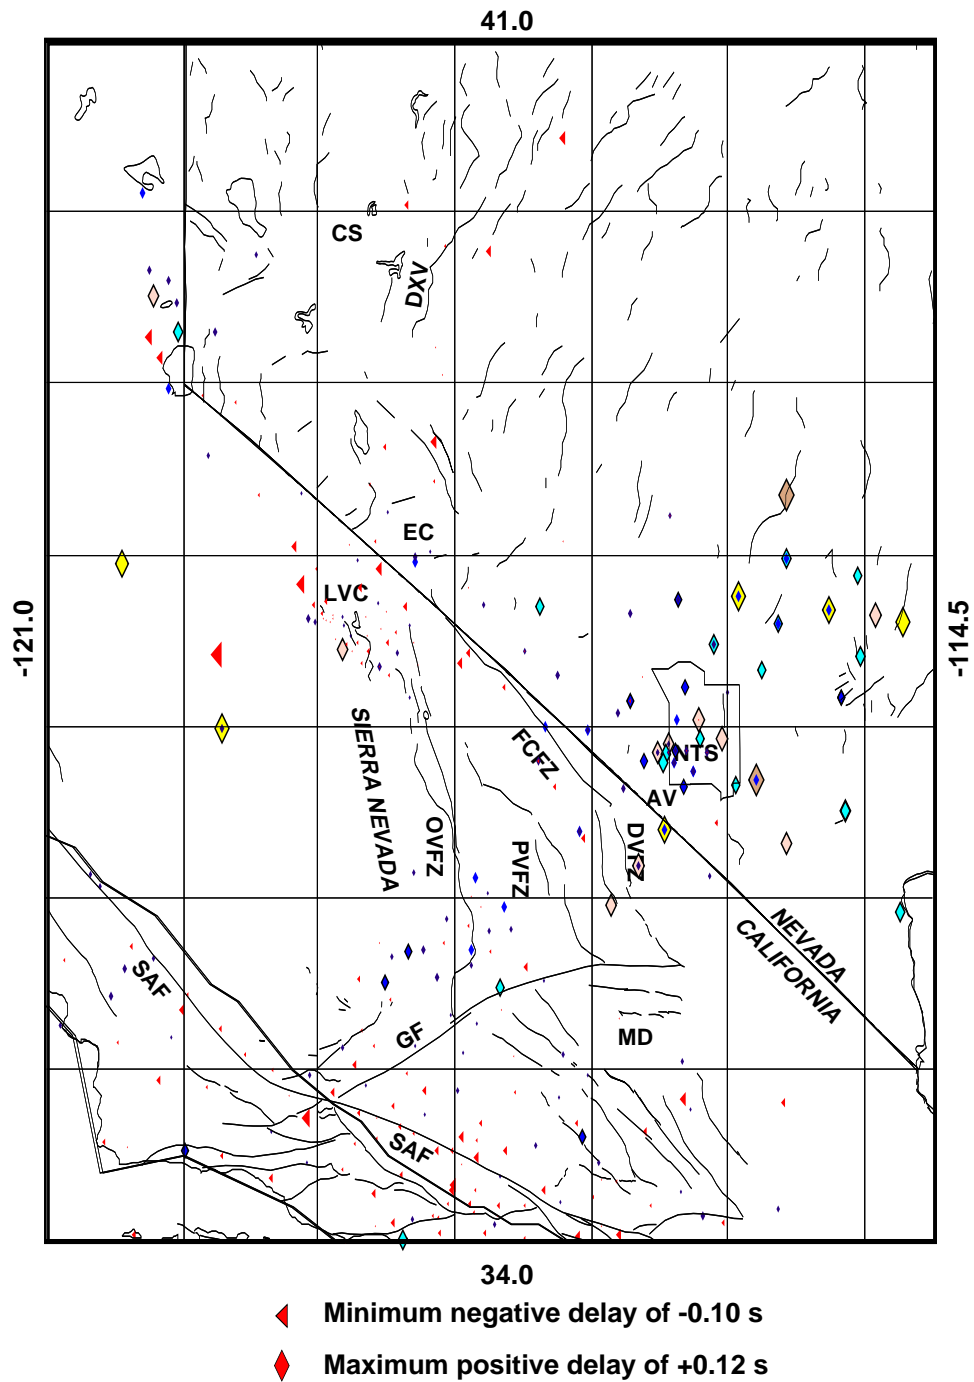 41.0
CS
DXV
EC
LVC
-121.0
-114.5
SIERRA NEVADA
FCFZ
NTS
AV
OVFZ
PVFZ
DVFZ
NEVADA
CALIFORNIA
SAF
GF
MD
SAF
34.0
Minimum negative delay of -0.10 s
Maximum positive delay of +0.12 s